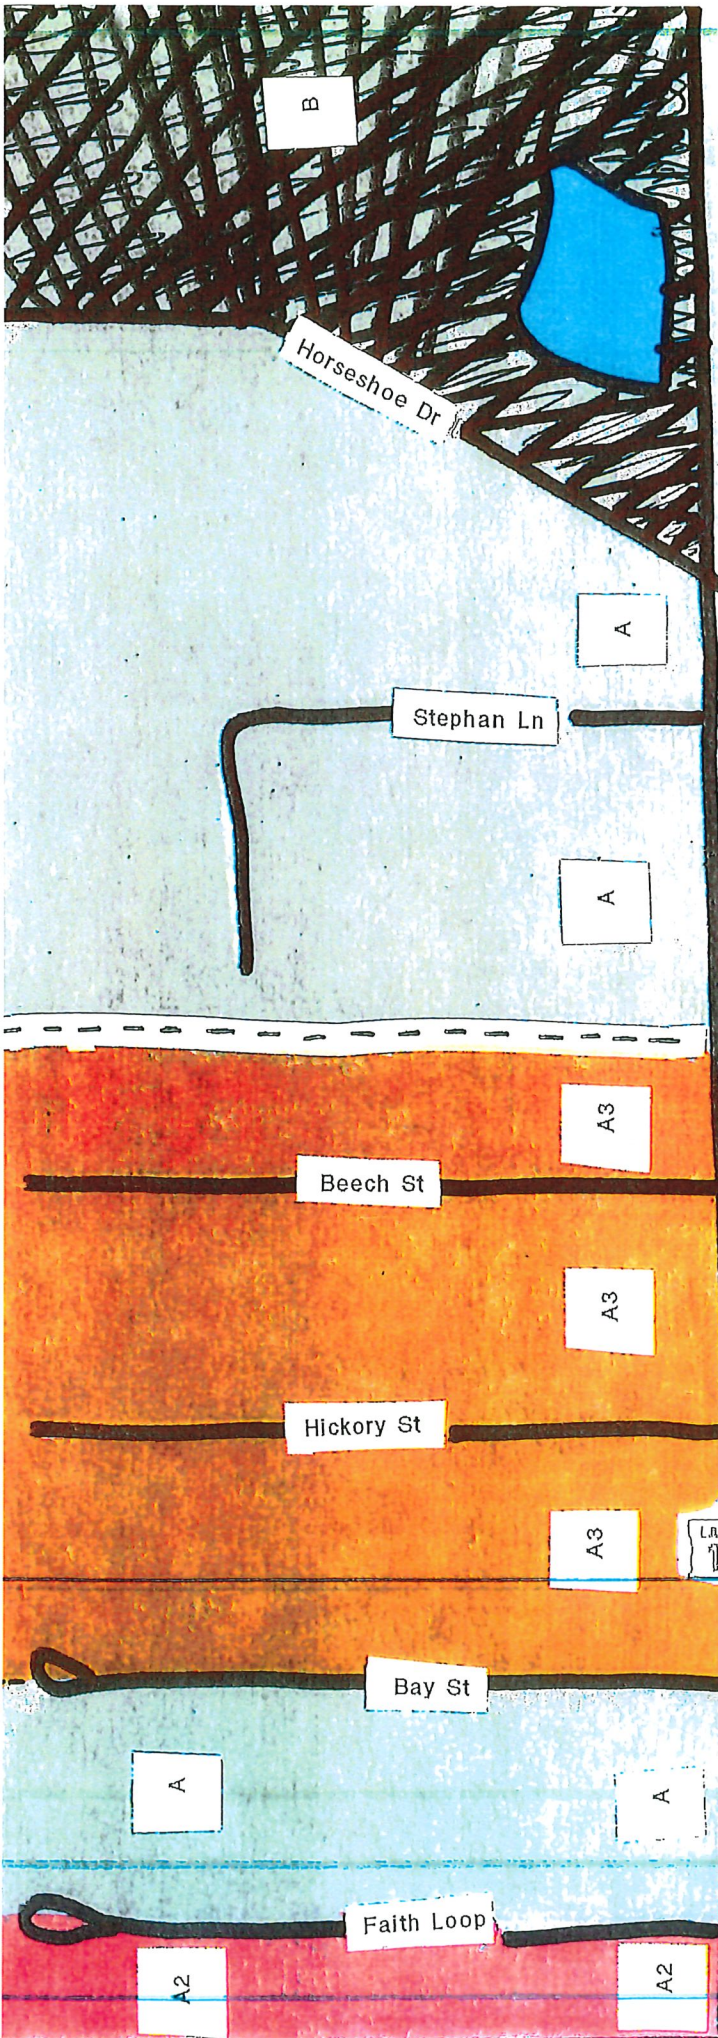 B
Horseshoe Dr
A
Stephan Ln
A
A3
Beech St
A3
Hickory St
A3
Bay St
A
A
Faith Loop
A2
A2